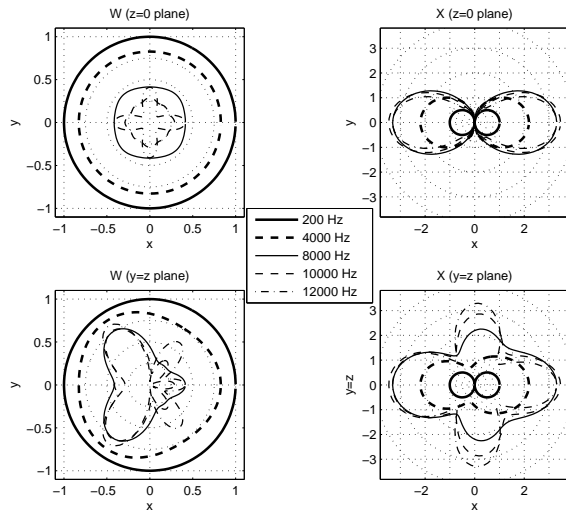 W (z=0 plane)
1
0.5
0
−0.5
−1
y
−1 −0.5 0 0.5 1
x
X (z=0 plane)
3
2
1
0
−1
−2
−3
y
−2 0 2
x
200 Hz
4000 Hz
8000 Hz
10000 Hz
12000 Hz
W (y=z plane)
1
0.5
0
−0.5
−1
y
−1 −0.5 0 0.5 1
x
X (y=z plane)
3
2
1
0
−1
−2
−3
y=z
−2 0 2
x